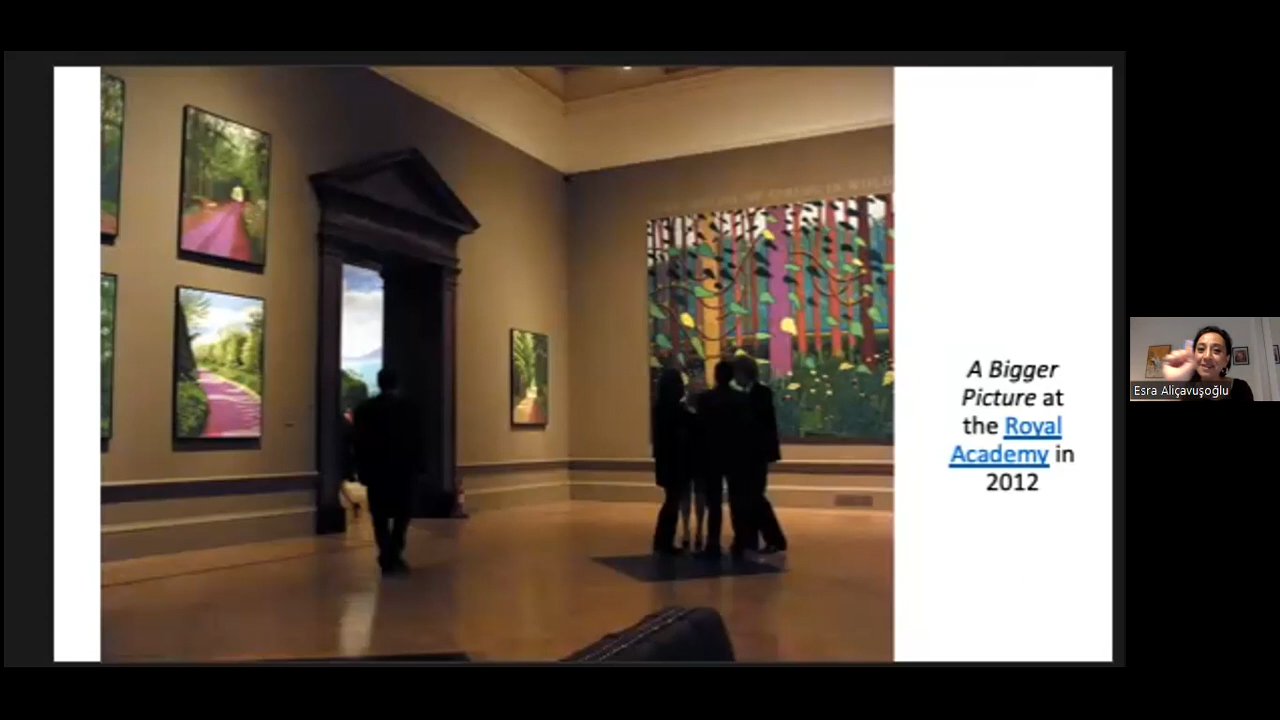 A Bigger
Picture at
the Royal
Academy in
2012
Esra Aliçavuşoğlu